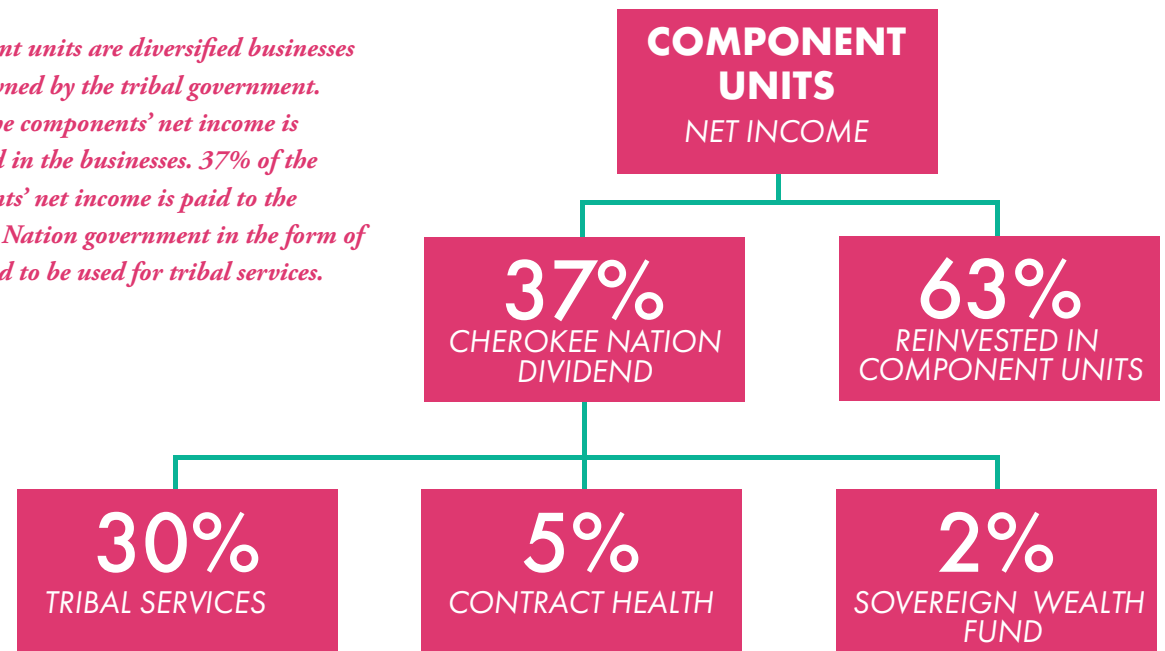 nt units are diversified businesses
ned by the tribal government.
components' net income is
in the businesses. 37% of the
nts' net income is paid to the
Nation government in the form of
to be used for tribal services.
COMPONENT
UNITS
NET INCOME
37%
CHEROKEE NATION
DIVIDEND
63%
REINVESTED IN
COMPONENT UNITS
30%
TRIBAL SERVICES
5%
CONTRACT HEALTH
2%
SOVEREIGN WEALTH
FUND